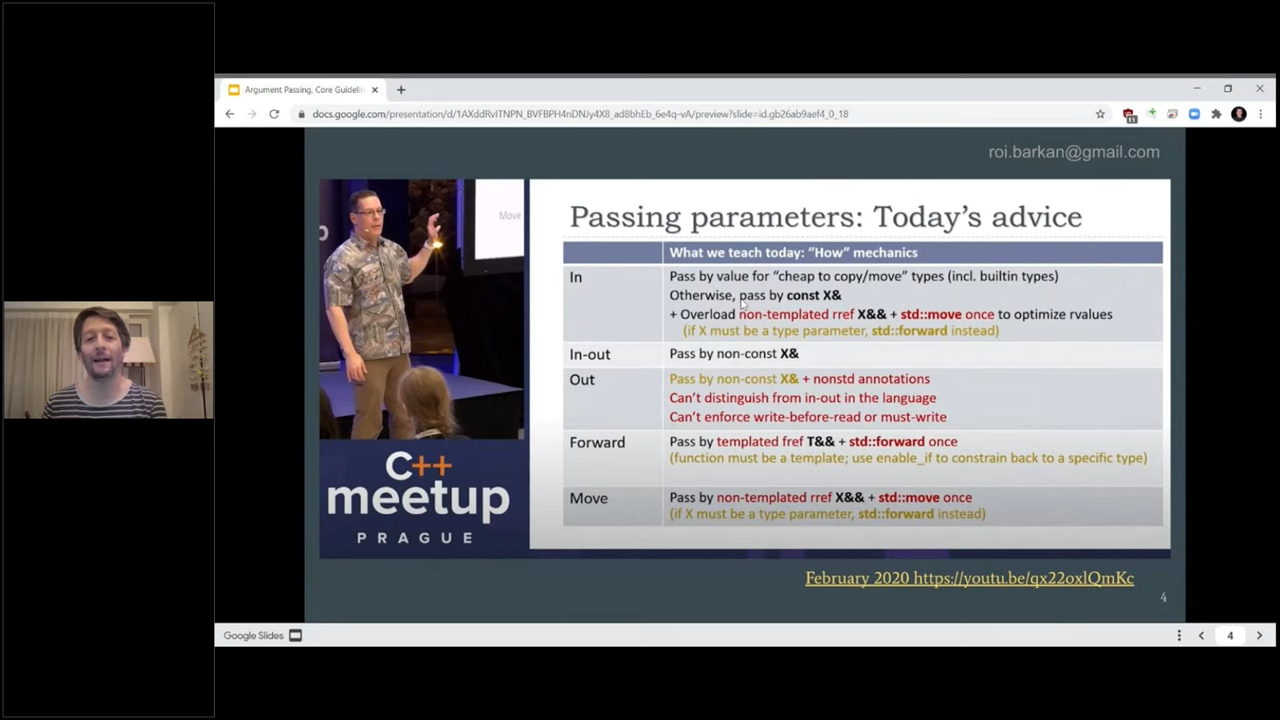 Argument Passing, Core Guidelin
docs.google.com/presentation/d/1AXddRvITNPN_BVFBPH4nDNJy4X8_ad8bhEb_6e4q-vA/preview?slide=id.gb26ab9aef4_0_18
11
roi.barkan@gmail.com
Move
Passing parameters: Today's advice
What we teach today: “How” mechanics
In
Pass by value for “cheap to copy/move” types (incl. builtin types)
Otherwise, pass by const X&
+ Overload non-templated rref X&& + std::move once to optimize rvalues
(if X must be a type parameter, std::forward instead)
In-out
Pass by non-const X&
Out
Pass by non-const X& + nonstd annotations
Can't distinguish from in-out in the language
Can't enforce write-before-read or must-write
Forward
Pass by templated fref T&& + std::forward once
(function must be a template; use enable_if to constrain back to a specific type)
Move
Pass by non-templated rref X&& + std::move once
(if X must be a type parameter, std::forward instead)
C++
meetup
PRAGUE
February 2020 https://youtu.be/qx22oxlQmKc
4
Google Slides
4